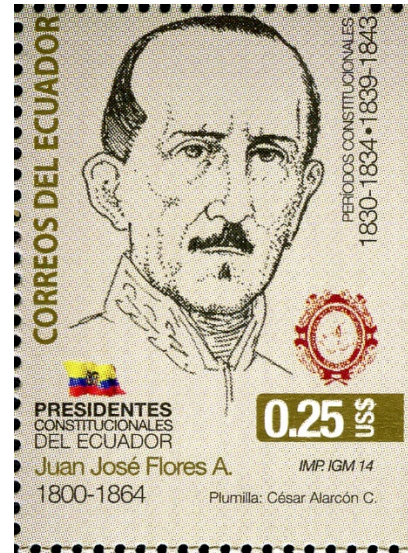 CORREOS DEL ECUADOR
PERIODOS CONSTITUCIONALES
1830-1834•1839-1843
PRESIDENTES
CONSTITUCIONALES
DEL ECUADOR
0.25 US$
Juan José Flores A.
1800-1864
IMP. IGM 14
Plumilla: César Alarcón C.